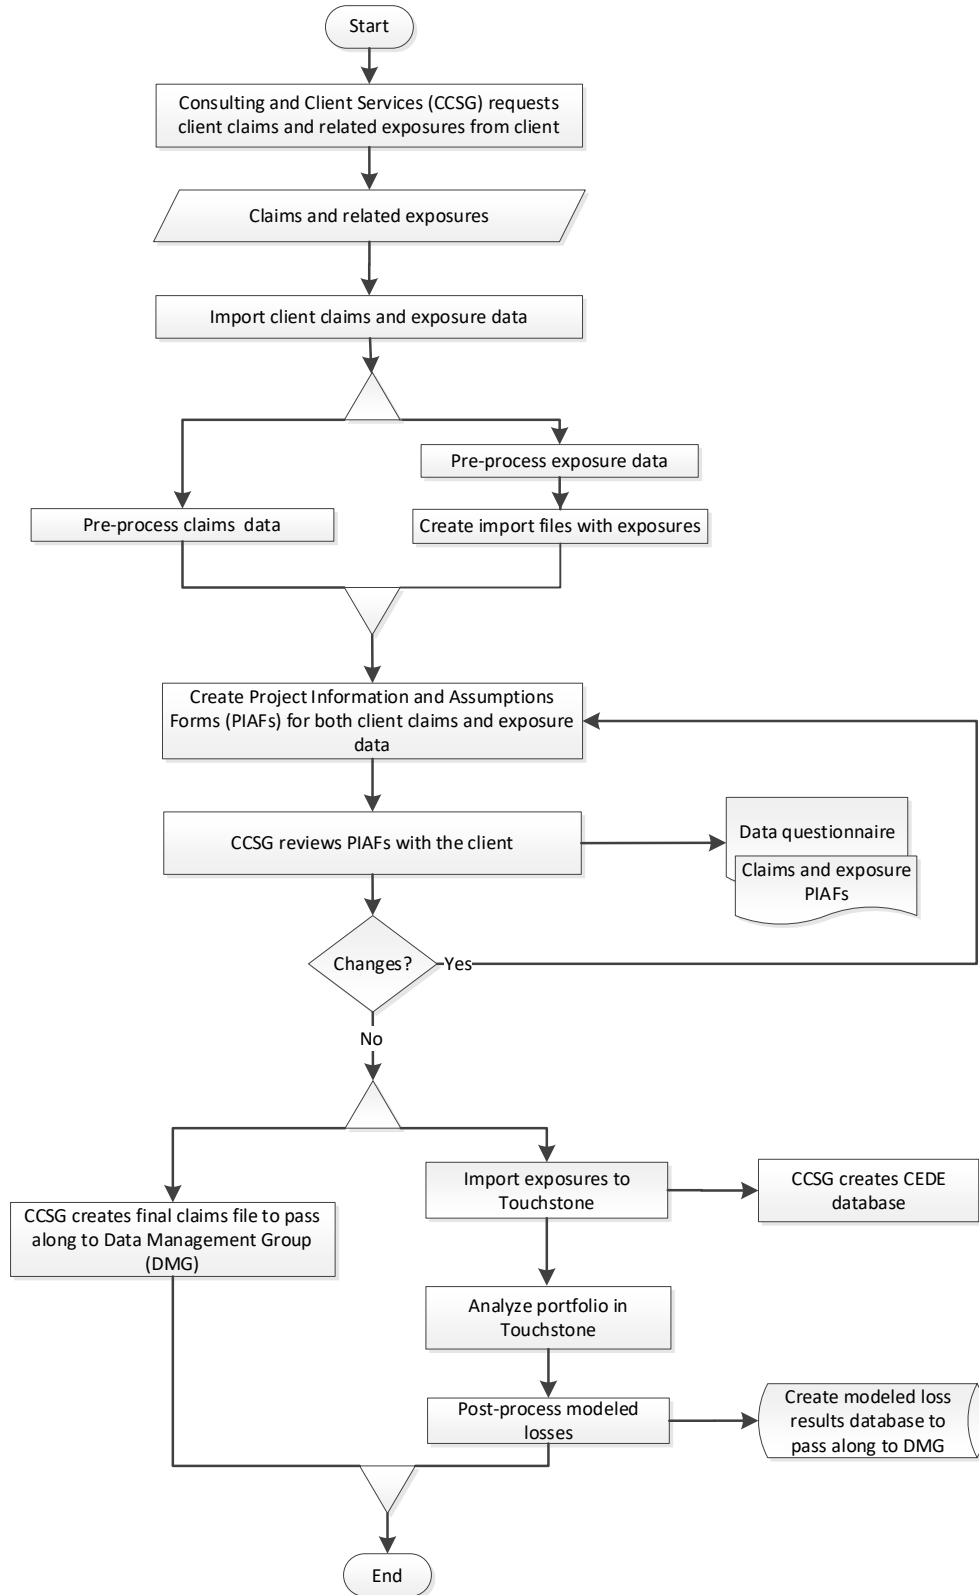 Start
Consulting and Client Services (CCSG) requests
client claims and related exposures from client
Claims and related exposures
Import client claims and exposure data
Pre-process exposure data
Pre-process claims  data
Create import files with exposures
Create Project Information and Assumptions
Forms (PIAFs) for both client claims and exposure
data
CCSG reviews PIAFs with the client
Data questionnaire
Claims and exposure
PIAFs
Changes?
Yes
No
Import exposures to
Touchstone
CCSG creates CEDE
database
CCSG creates final claims file to pass
along to Data Management Group
(DMG)
Analyze portfolio in
Touchstone
Post-process modeled
losses
Create modeled loss
results database to
pass along to DMG
End